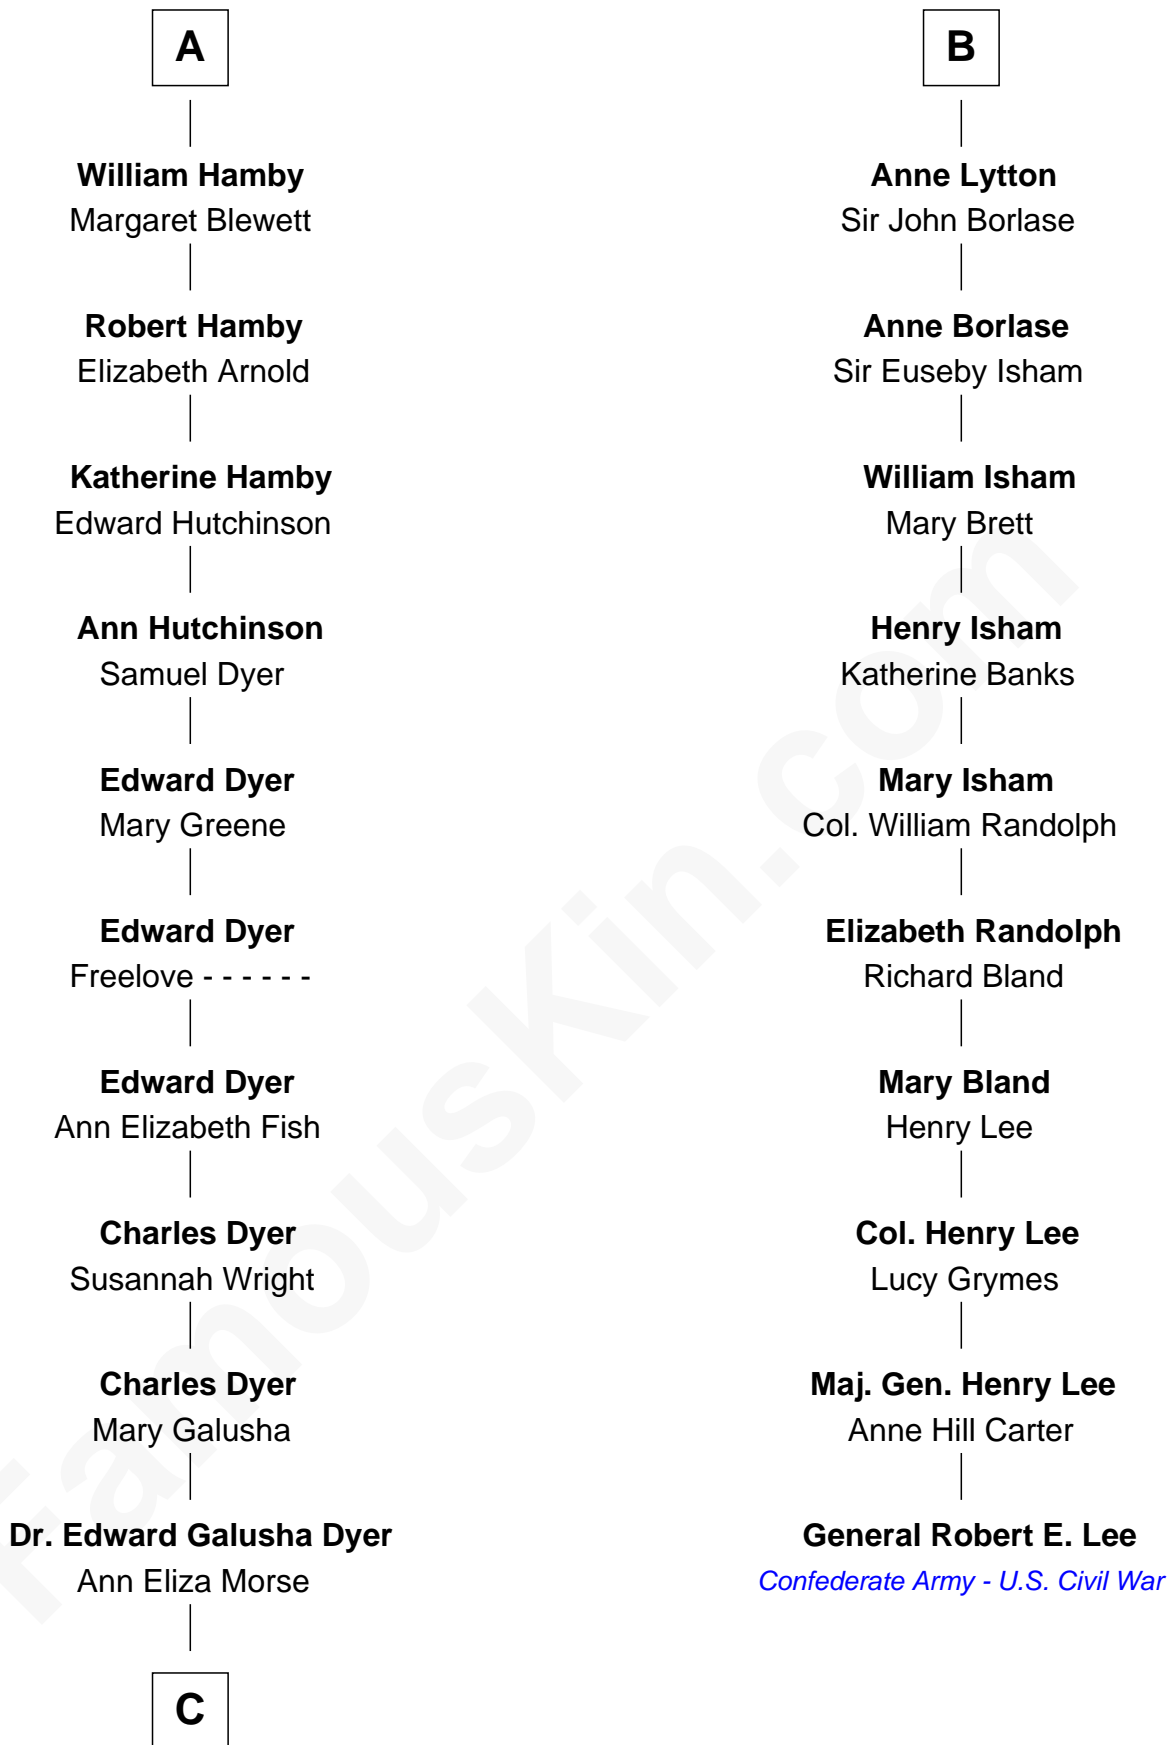 A
William Hamby
Margaret Blewett
Robert Hamby
Elizabeth Arnold
Katherine Hamby
Edward Hutchinson
Ann Hutchinson
Samuel Dyer
Edward Dyer
Mary Greene
Edward Dyer
Freelove - - - - - -
Edward Dyer
Ann Elizabeth Fish
Charles Dyer
Susannah Wright
Charles Dyer
Mary Galusha
Dr. Edward Galusha Dyer
Ann Eliza Morse
C
B
Anne Lytton
Sir John Borlase
Anne Borlase
Sir Euseby Isham
William Isham
Mary Brett
Henry Isham
Katherine Banks
Mary Isham
Col. William Randolph
Elizabeth Randolph
Richard Bland
Mary Bland
Henry Lee
Col. Henry Lee
Lucy Grymes
Maj. Gen. Henry Lee
Anne Hill Carter
General Robert E. Lee
Confederate Army - U.S. Civil War
FamousKin.com